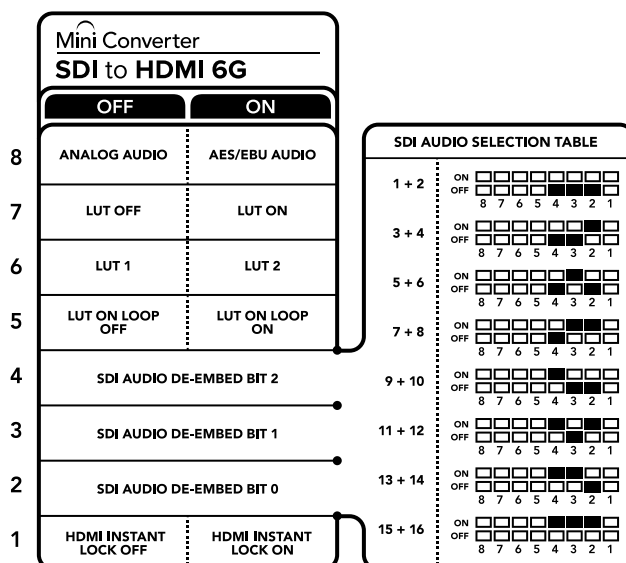 Mini Converter
SDI to HDMI 6G
OFF ON
8 ANALOG AUDIO AES/EBU AUDIO
7 LUT OFF LUT ON
6 LUT 1 LUT 2
5 LUT ON LOOP OFF LUT ON LOOP ON
4 SDI AUDIO DE-EMBED BIT 2
3 SDI AUDIO DE-EMBED BIT 1
2 SDI AUDIO DE-EMBED BIT 0
1 HDMI INSTANT LOCK OFF HDMI INSTANT LOCK ON
SDI AUDIO SELECTION TABLE
1 + 2 ON
OFF
8 7 6 5 4 3 2 1
3 + 4 ON
OFF
8 7 6 5 4 3 2 1
5 + 6 ON
OFF
8 7 6 5 4 3 2 1
7 + 8 ON
OFF
8 7 6 5 4 3 2 1
9 + 10 ON
OFF
8 7 6 5 4 3 2 1
11 + 12 ON
OFF
8 7 6 5 4 3 2 1
13 + 14 ON
OFF
8 7 6 5 4 3 2 1
15 + 16 ON
OFF
8 7 6 5 4 3 2 1